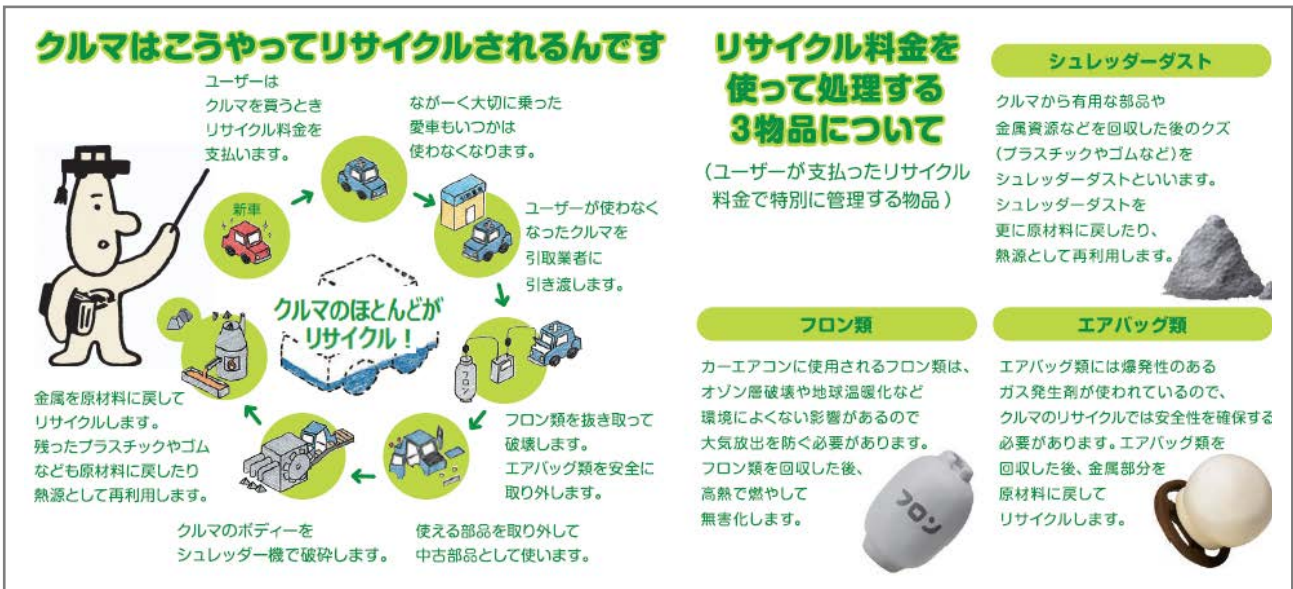 クルマはこうやってリサイクルされるんです
ユーザーは
クルマを買うとき
リサイクル料金を
支払います。
ながーく大切に乗った
愛車もいつかは
使わなくなります。
新車
ユーザーが使わなく
なったクルマを
引取業者に
引き渡します。
クルマのほとんどが
リサイクル！
フロン
フロン類を抜き取って
破壊します。
エアバッグ類を安全に
取り外します。
使える部品を取り外して
中古部品として使います。
クルマのボディーを
シュレッダー機で破砕します。
金属を原材料に戻して
リサイクルします。
残ったプラスチックやゴム
なども原材料に戻したり
熱源として再利用します。
リサイクル料金を
使って処理する
3物品について
(ユーザーが支払ったリサイクル
料金で特別に管理する物品)
シュレッダーダスト
クルマから有用な部品や
金属資源などを回収した後のクズ
(プラスチックやゴムなど)を
シュレッダーダストといいます。
シュレッダーダストを
更に原材料に戻したり、
熱源として再利用します。
フロン類
カーエアコンに使用されるフロン類は、
オゾン層破壊や地球温暖化など
環境によくない影響があるので
大気放出を防ぐ必要があります。
フロン類を回収した後、
高熱で燃やして
無害化します。
フロン
エアバッグ類
エアバッグ類には爆発性のある
ガス発生剤が使われているので、
クルマのリサイクルでは安全性を確保する
必要があります。エアバッグ類を
回収した後、金属部分を
原材料に戻して
リサイクルします。